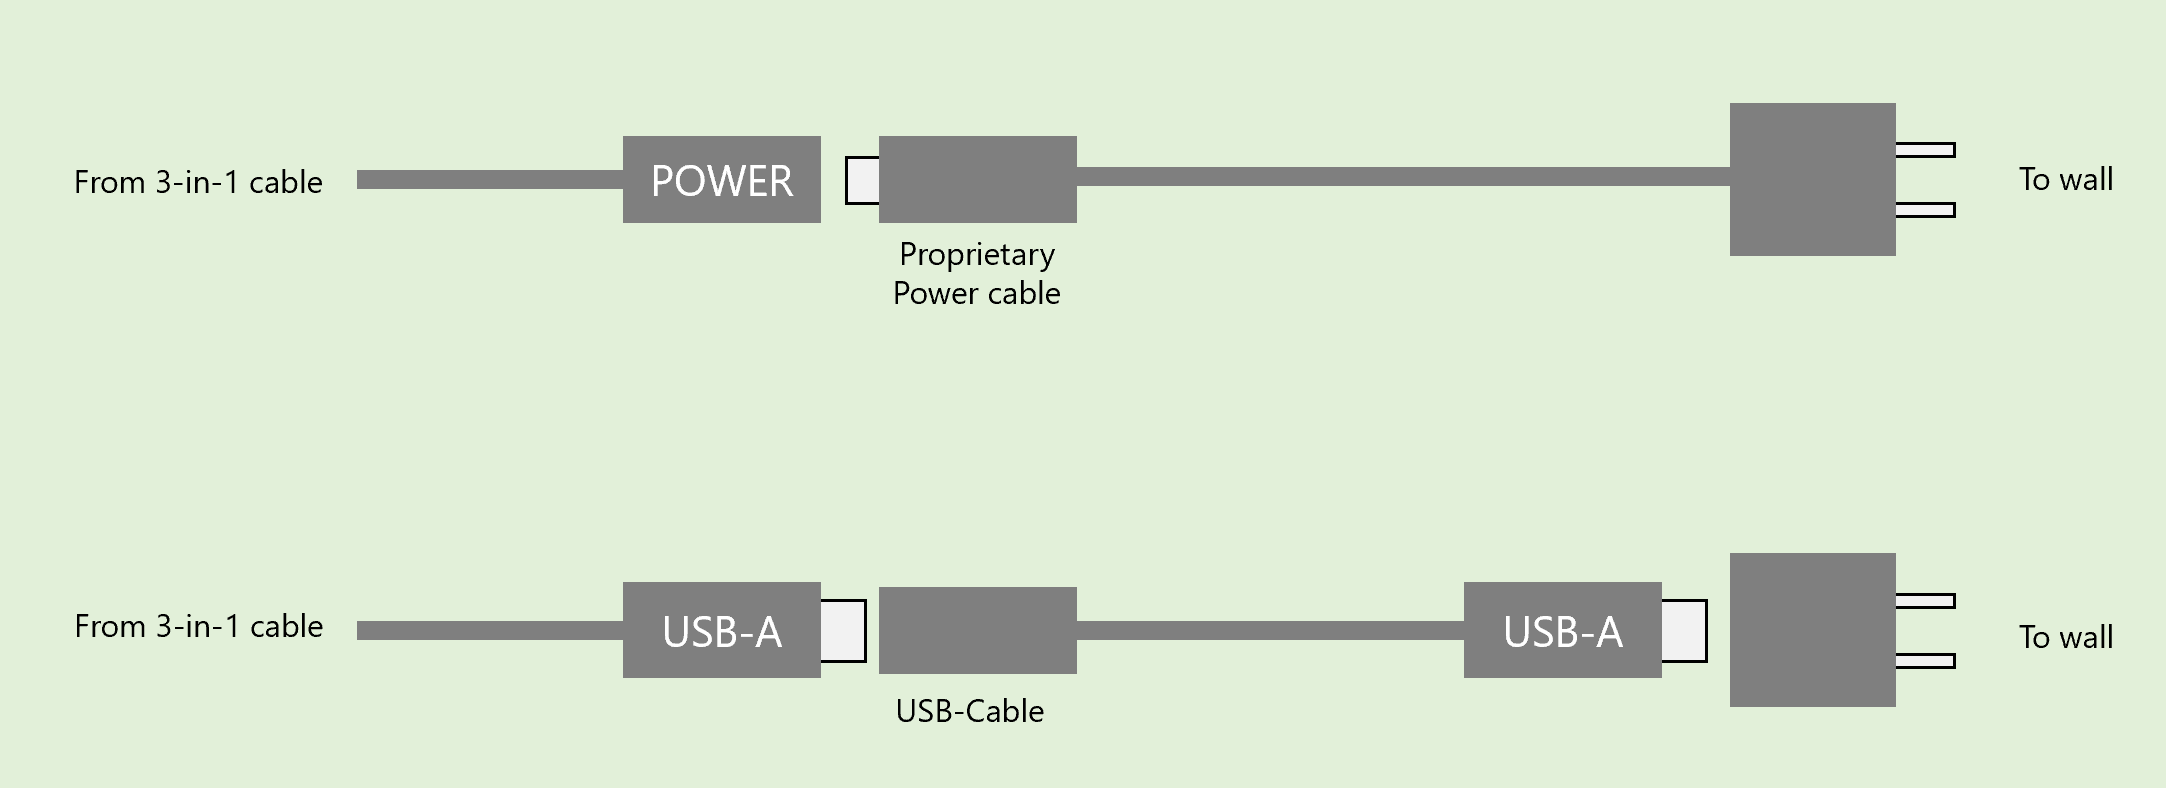 From 3-in-1 cable
POWER
To wall
Proprietary
Power cable
From 3-in-1 cable
USB-A
USB-A
To wall
USB-Cable